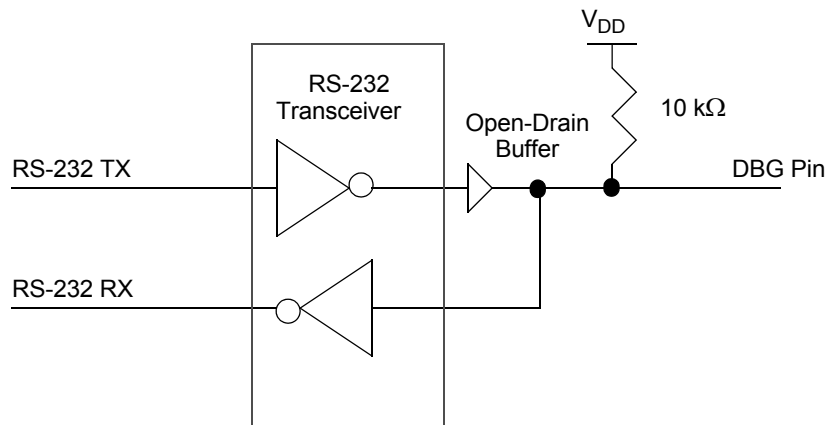 V_DD
RS-232
Transceiver
10 kΩ
Open-Drain
Buffer
RS-232 TX
DBG Pin
RS-232 RX